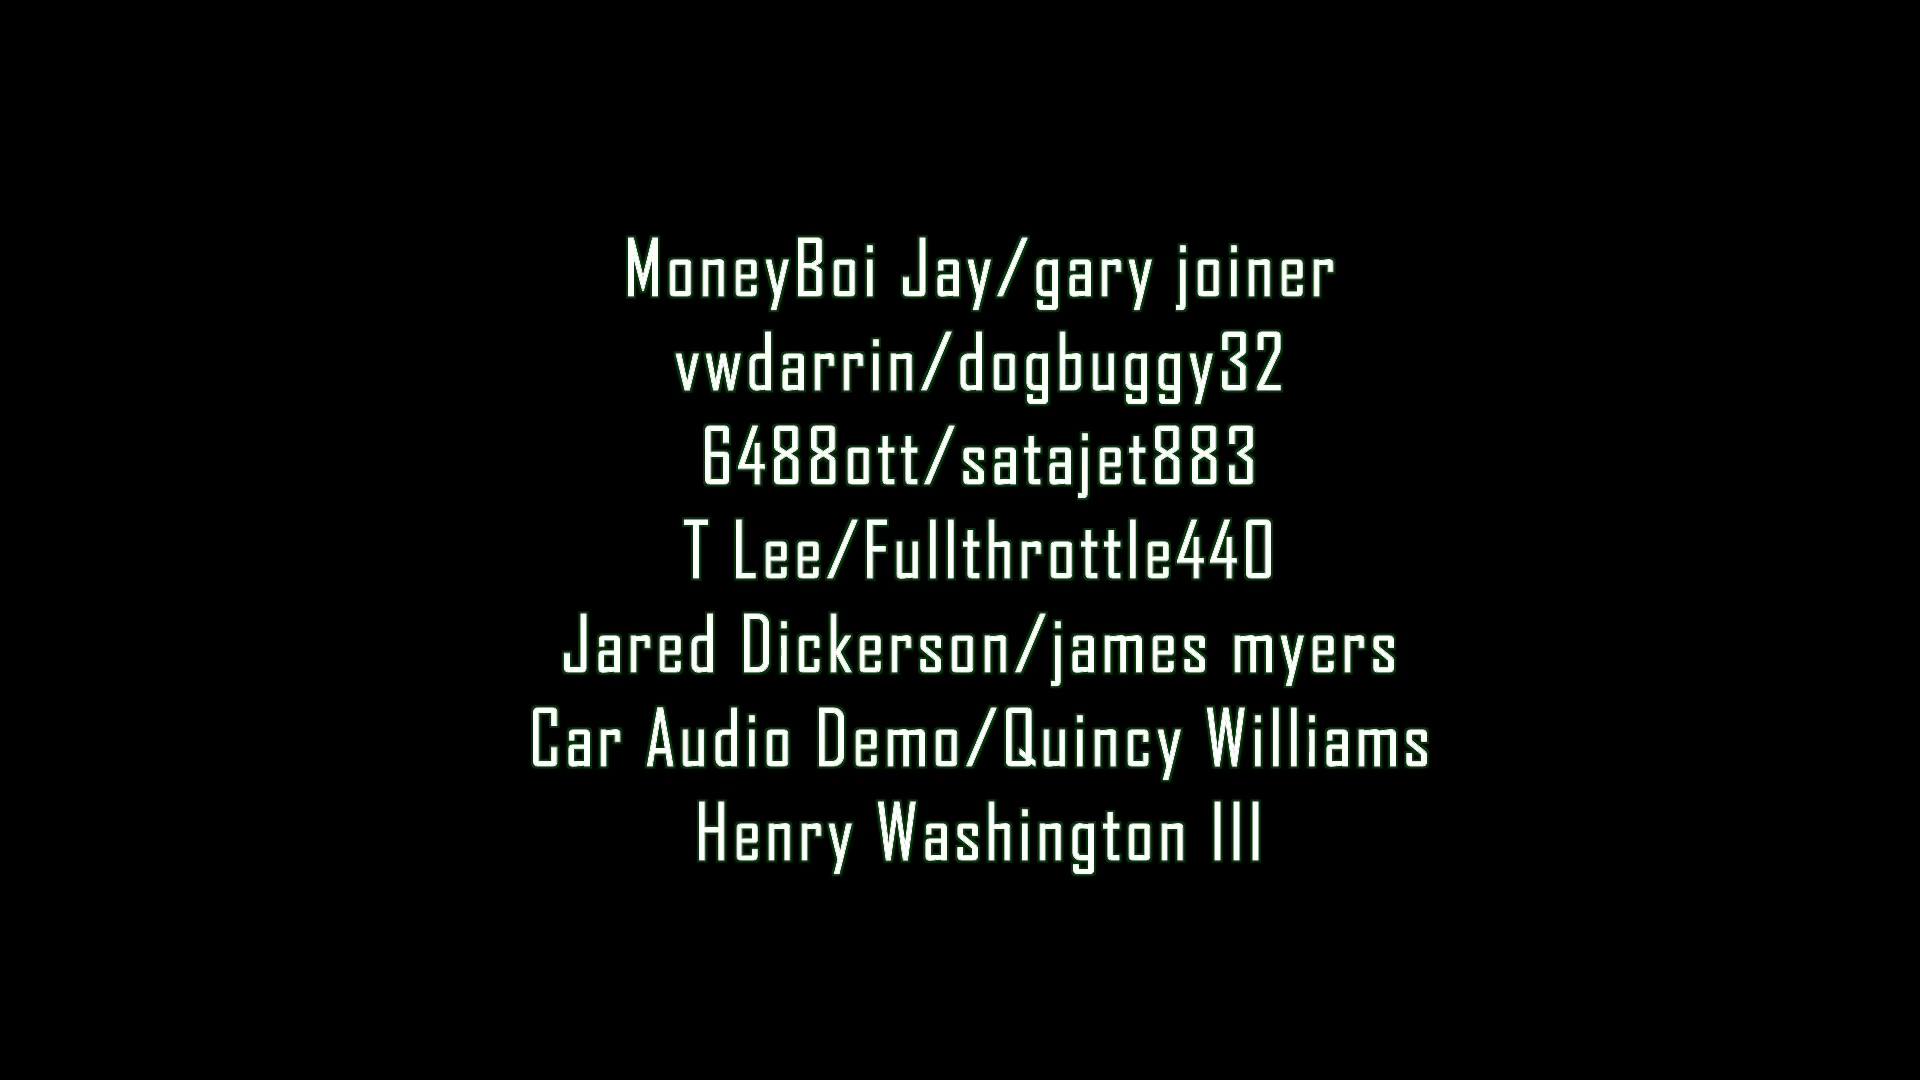 MoneyBoi Jay/gary joiner
vwdarrin/dogbuggy32
6488ott/satajet883
T Lee/Fullthrottle440
Jared Dickerson/james myers
Car Audio Demo/Quincy Williams
Henry Washington III